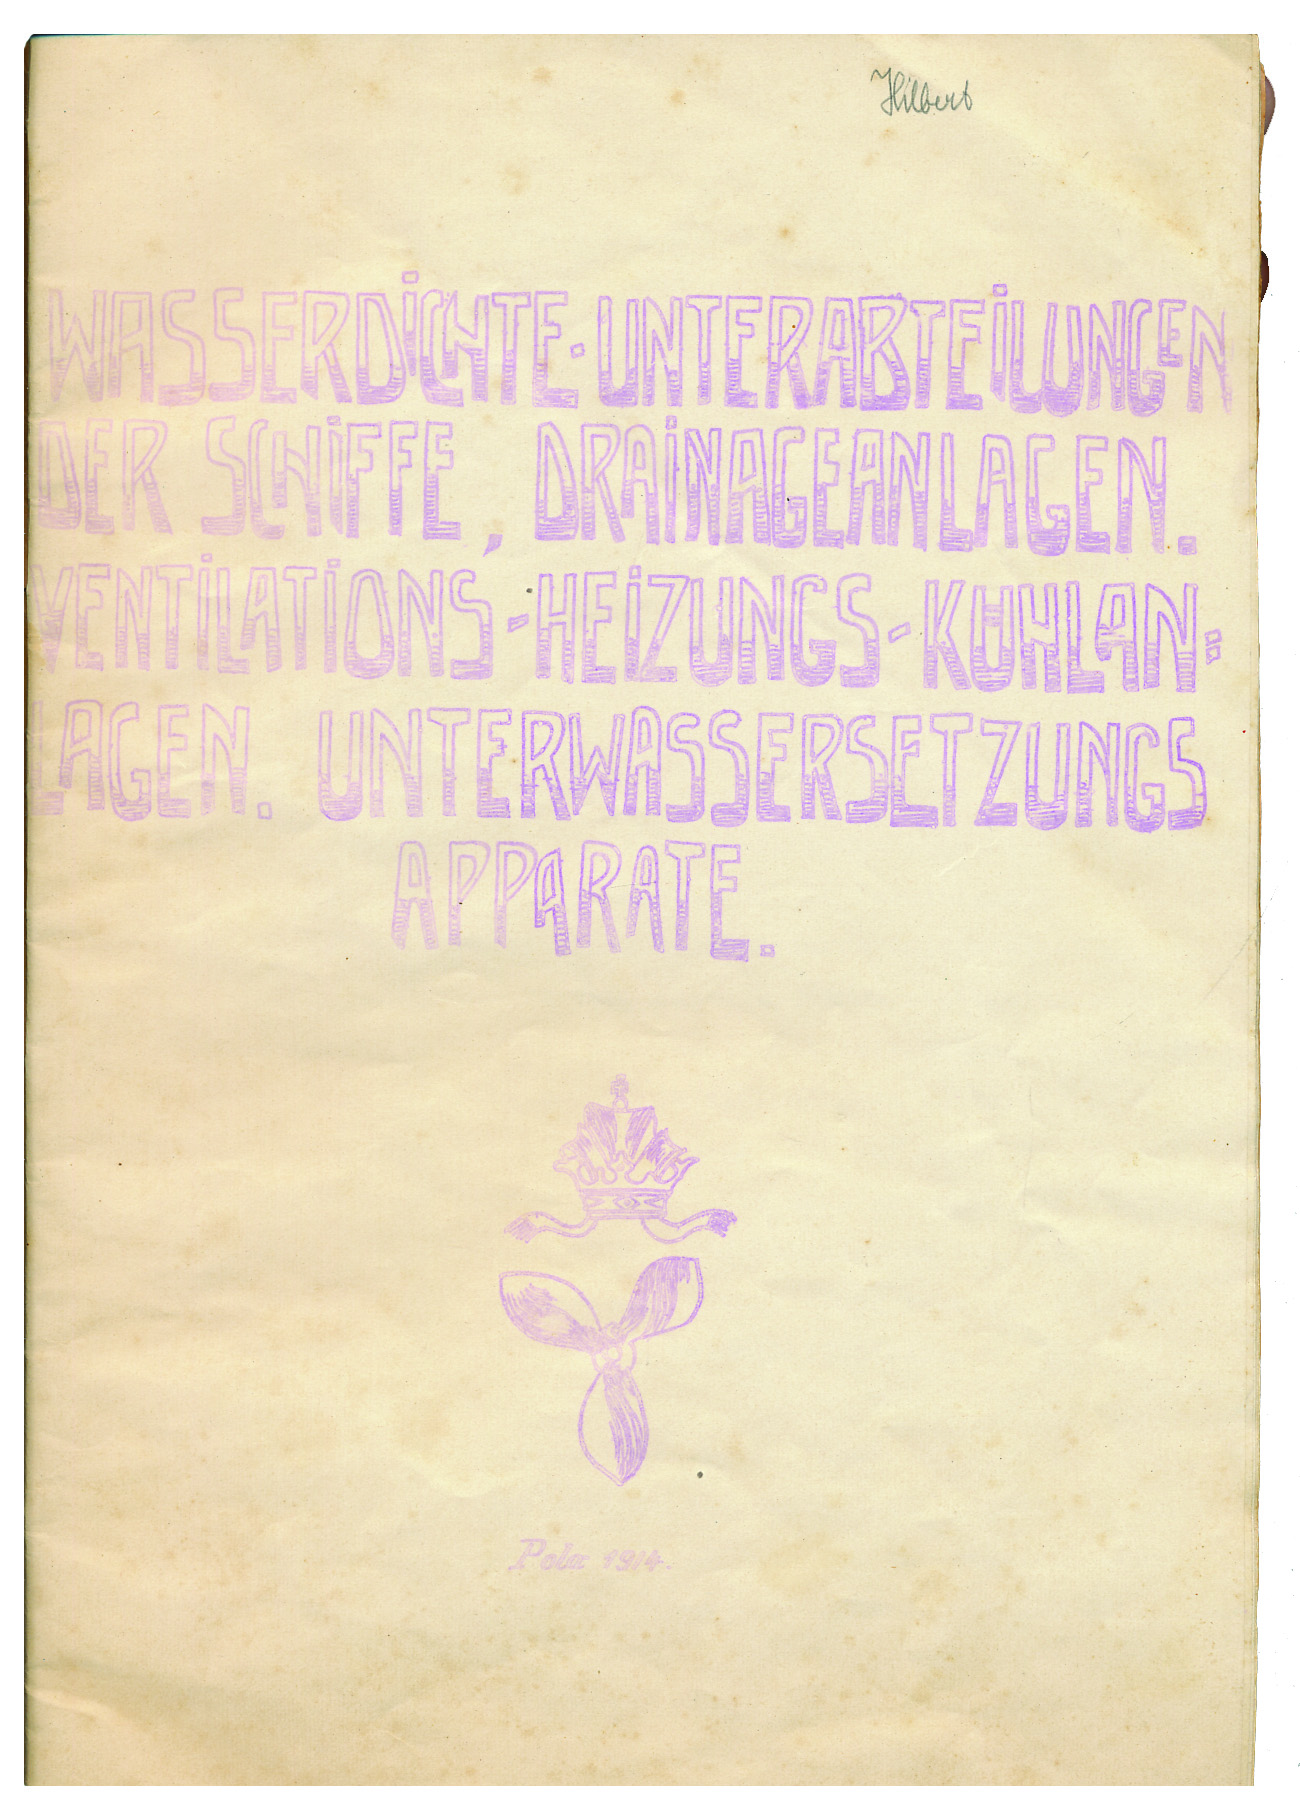 Hilbert
WASSERDICHTE-UNTERABTEILUNGEN
DER SCHIFFE, DRAINAGEANLAGEN.
VENTILATIONS-HEIZUNGS-KÜHLAN:
LAGEN. UNTERWASSERSETZUNGS
APPARATE.
Pola 1914.